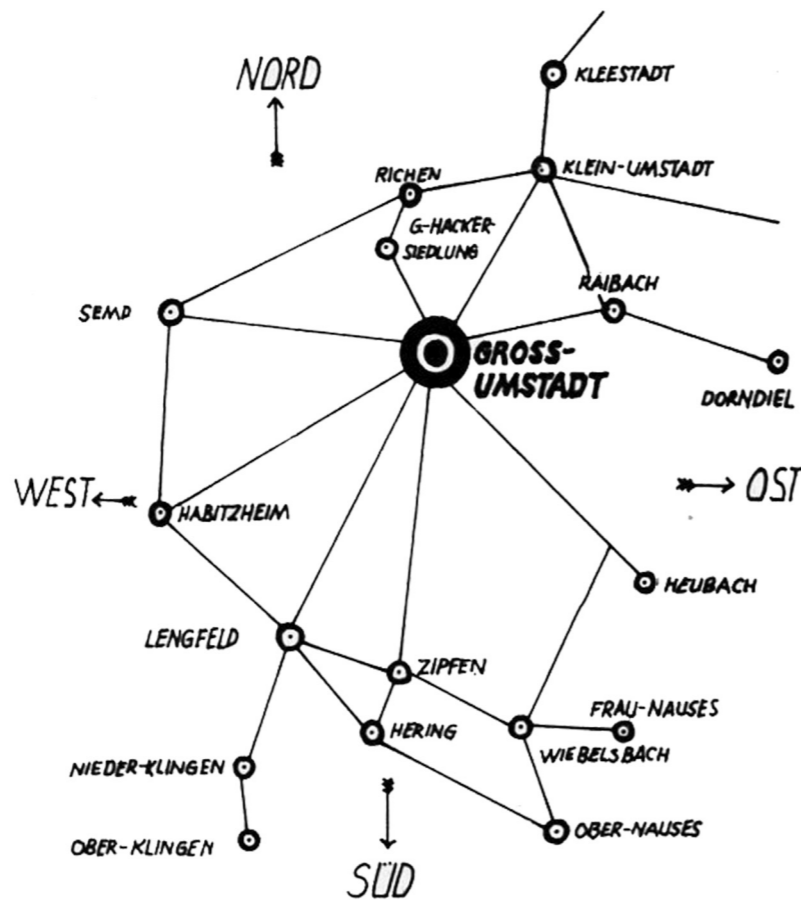 NORD
KLEESTADT
KLEIN-UMSTADT
RICHEN
G-HACKER-
SIEDLUNG
RAIBACH
SEMD
GROSS-
UMSTADT
DORNDIEL
WEST
OST
HABITZHEIM
HEUBACH
LENGFELD
ZIPFEN
FRAU-NAUSES
HERING
WIEBELSBACH
NIEDER-KLINGEN
OBER-NAUSES
OBER-KLINGEN
SÜD